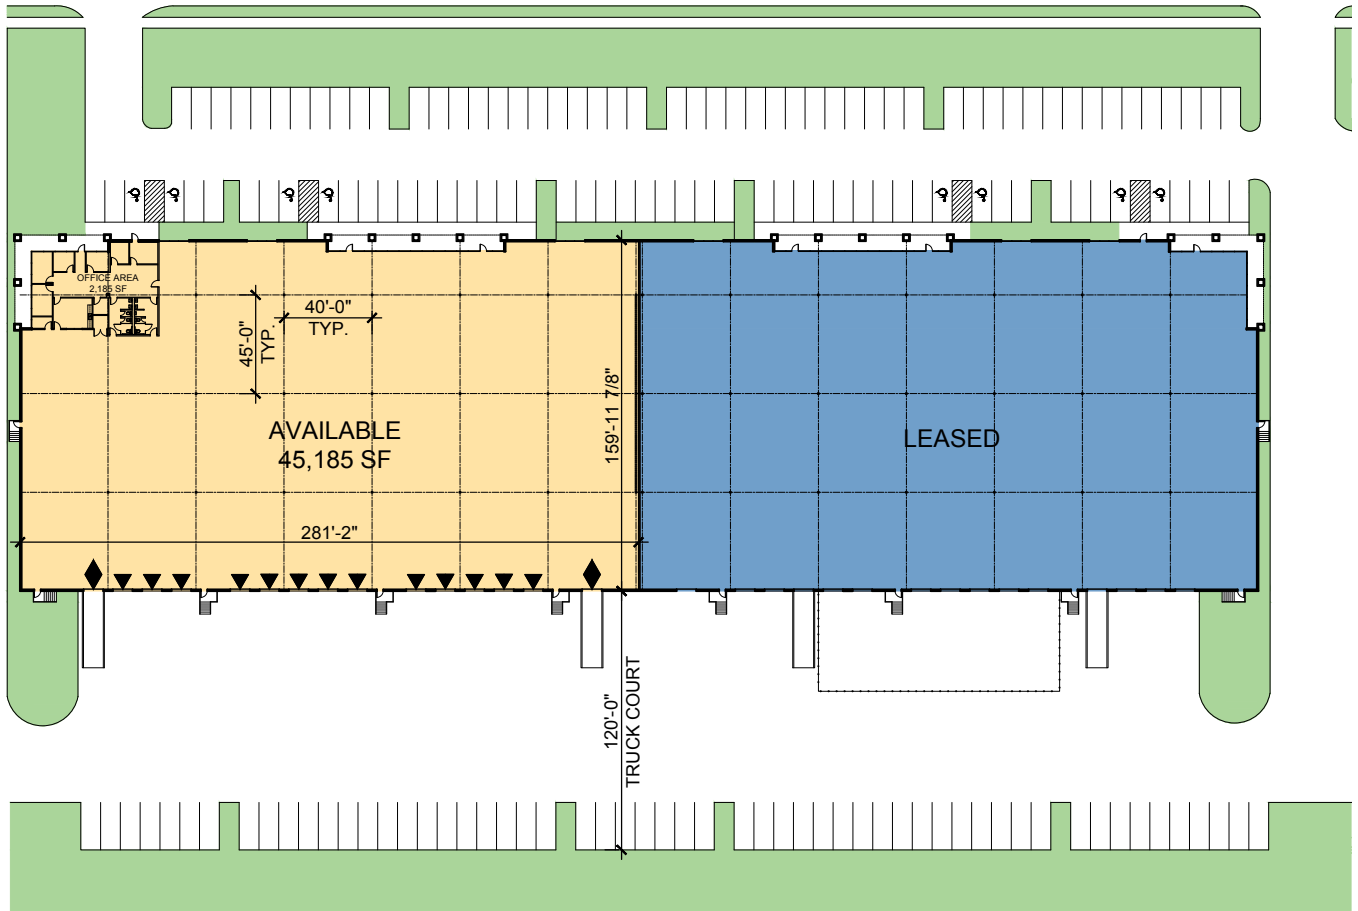 OFFICE AREA
2,185 SF
40'-0"
TYP.
45'-0"
TYP.
159'-11 7/8"
AVAILABLE
45,185 SF
LEASED
281'-2"
120'-0"
TRUCK COURT